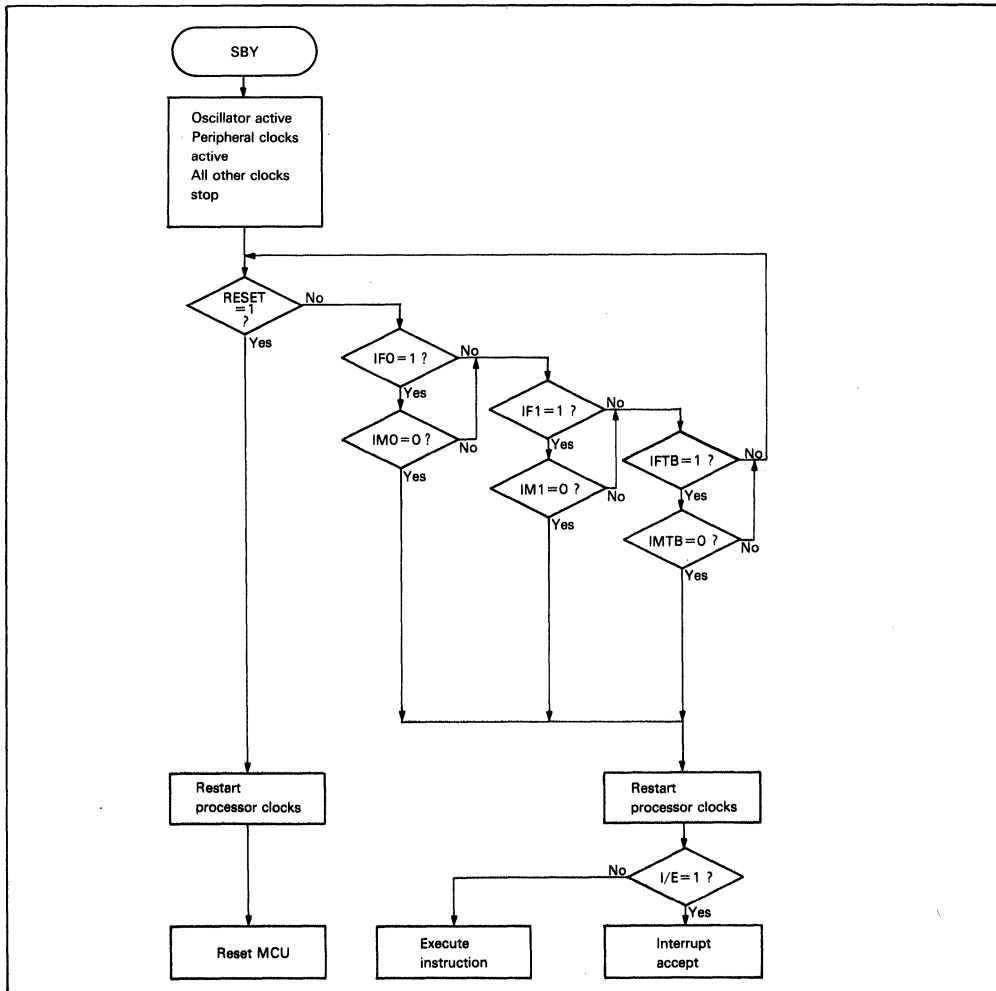 SBY
Oscillator active
Peripheral clocks
active
All other clocks
stop
RESET
=1
?
No
Yes
IF0=1 ?
No
Yes
IM0=0 ?
No
Yes
IF1=1 ?
No
Yes
IM1=0 ?
No
Yes
IFTB=1 ?
No
Yes
IMTB=0 ?
No
Yes
Restart
processor clocks
Restart
processor clocks
I/E=1 ?
No
Yes
Reset MCU
Execute
instruction
Interrupt
accept